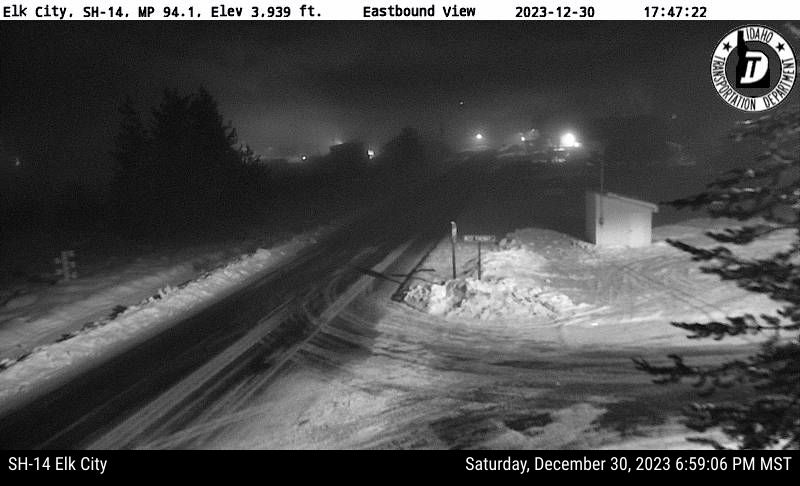 Elk City, SH-14, MP 94.1, Elev 3,939 ft. Eastbound View 2023-12-30 17:47:22
IDAHO
TRANSPORTATION DEPARTMENT
SH-14 Elk City Saturday, December 30, 2023 6:59:06 PM MST